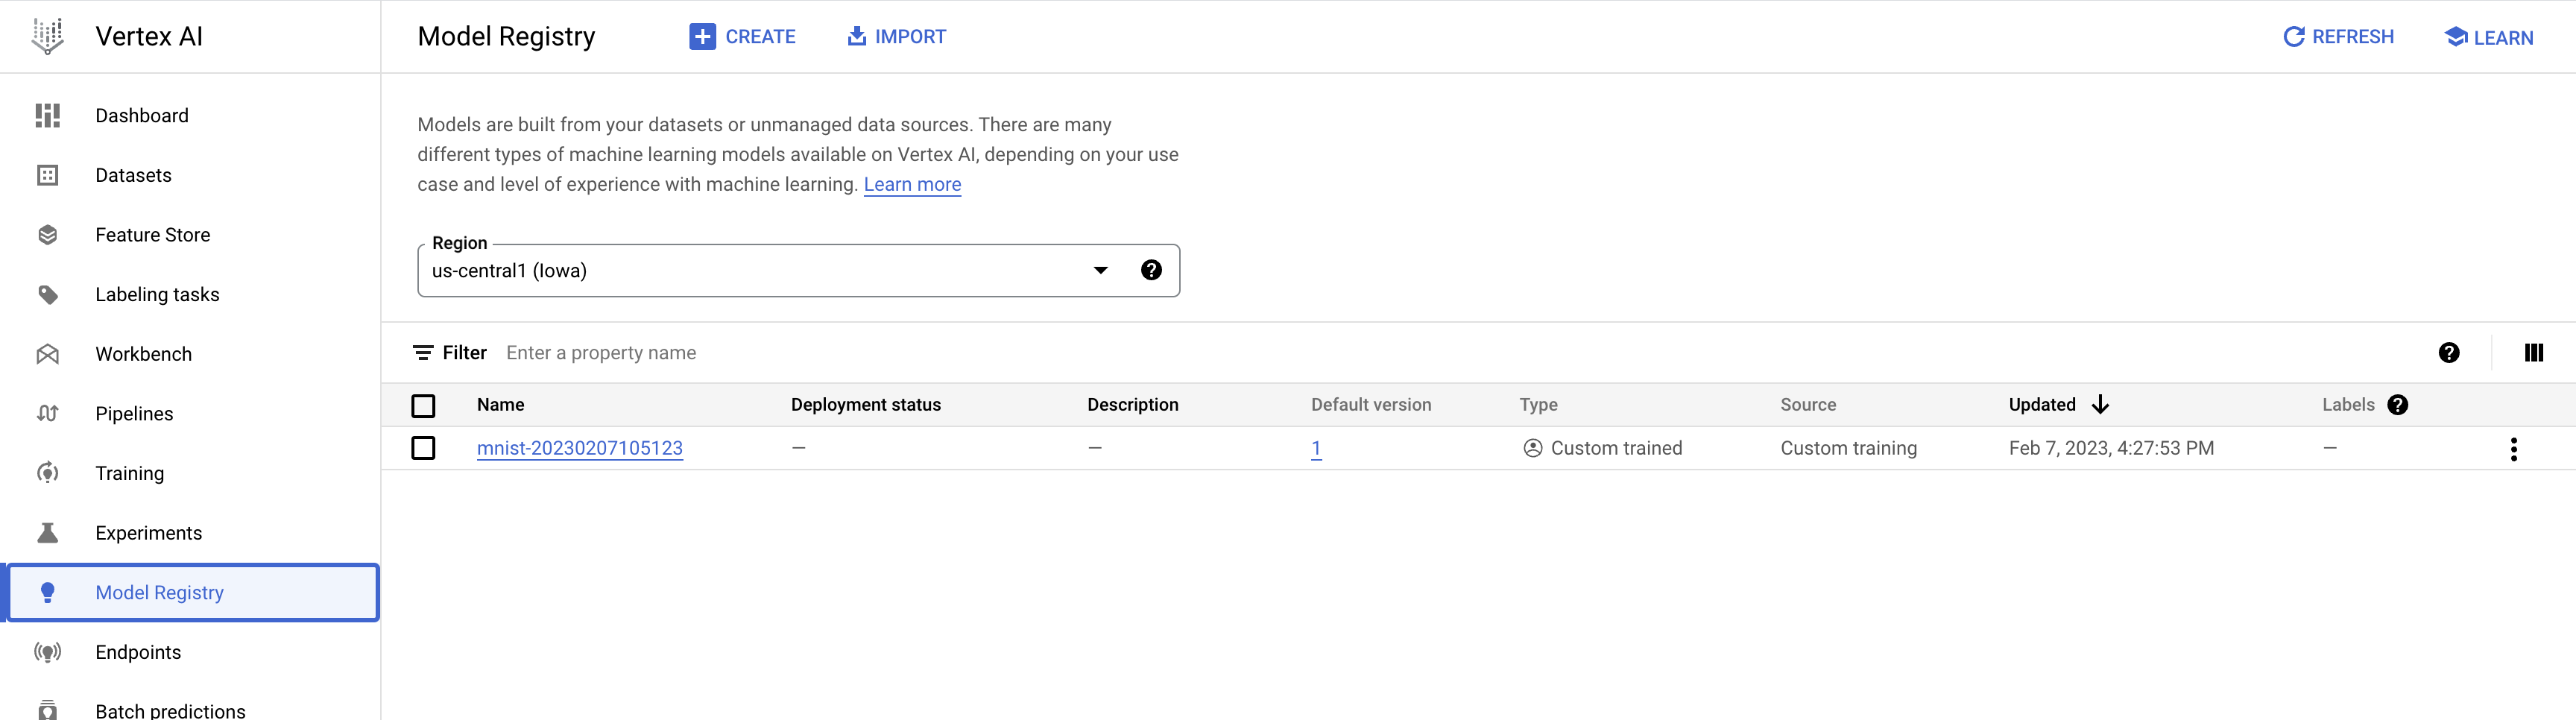 Vertex AI
Model Registry
CREATE
IMPORT
REFRESH
LEARN
Dashboard
Datasets
Feature Store
Labeling tasks
Workbench
Pipelines
Training
Experiments
Model Registry
Endpoints
Batch predictions
Models are built from your datasets or unmanaged data sources. There are many
different types of machine learning models available on Vertex AI, depending on your use
case and level of experience with machine learning. Learn more
Region
us-central1 (Iowa)
Filter Enter a property name
Name Deployment status Description Default version Type Source Updated Labels
mnist-20230207105123 — — 1 Custom trained Custom training Feb 7, 2023, 4:27:53 PM —